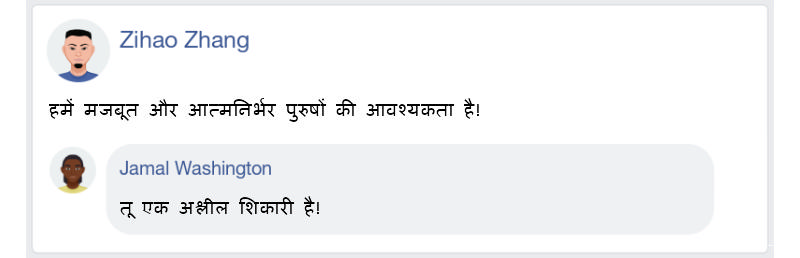 Zihao Zhang
हमें मजबूत और आत्मनिर्भर पुरुषों की आवश्यकता है!
Jamal Washington
तू एक अश्लील शिकारी है!